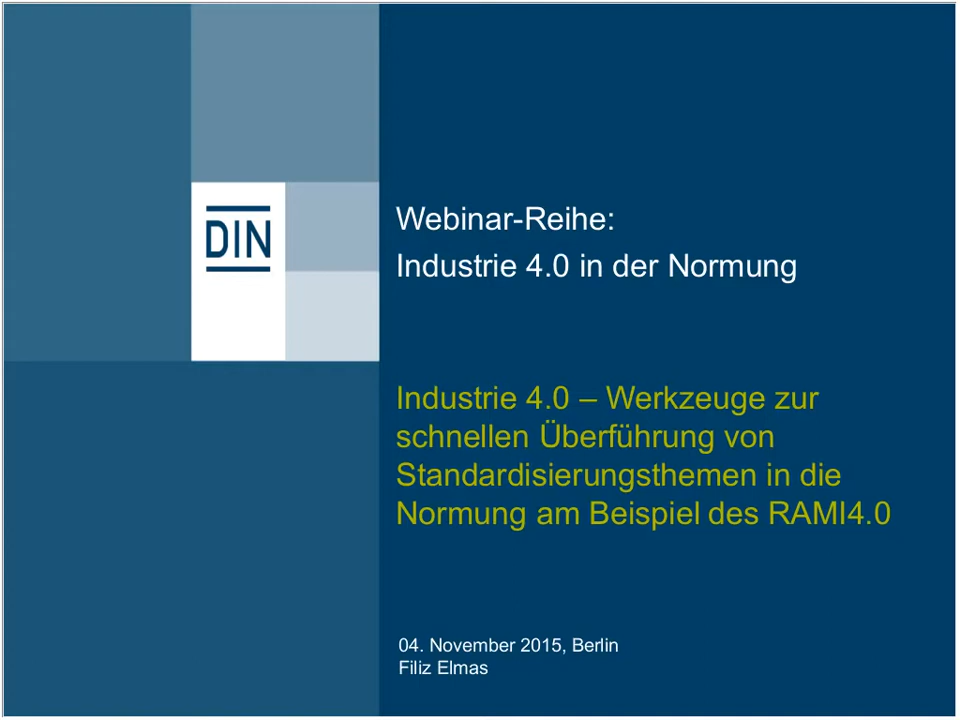 DIN
Webinar-Reihe:
Industrie 4.0 in der Normung
Industrie 4.0 – Werkzeuge zur
schnellen Überführung von
Standardisierungsthemen in die
Normung am Beispiel des RAMI4.0
04. November 2015, Berlin
Filiz Elmas